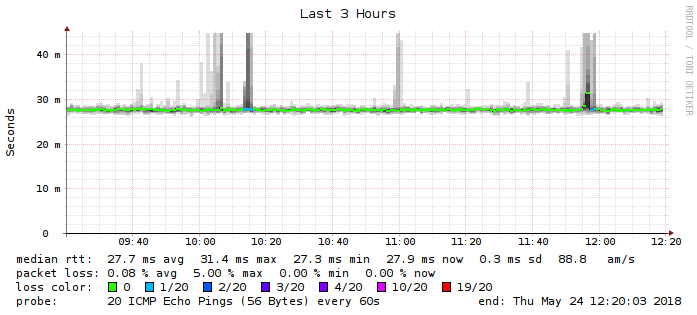 Last 3 Hours
RRDTOOL / TOBI OETIKER
Seconds
40 m
30 m
20 m
10 m
0
09:40 10:00 10:20 10:40 11:00 11:20 11:40 12:00 12:20
median rtt: 27.7 ms avg 31.4 ms max 27.3 ms min 27.9 ms now 0.3 ms sd 88.8 am/s
packet loss: 0.08 % avg 5.00 % max 0.00 % min 0.00 % now
loss color: 0 1/20 2/20 3/20 4/20 10/20 19/20
probe: 20 ICMP Echo Pings (56 Bytes) every 60s end: Thu May 24 12:20:03 2018